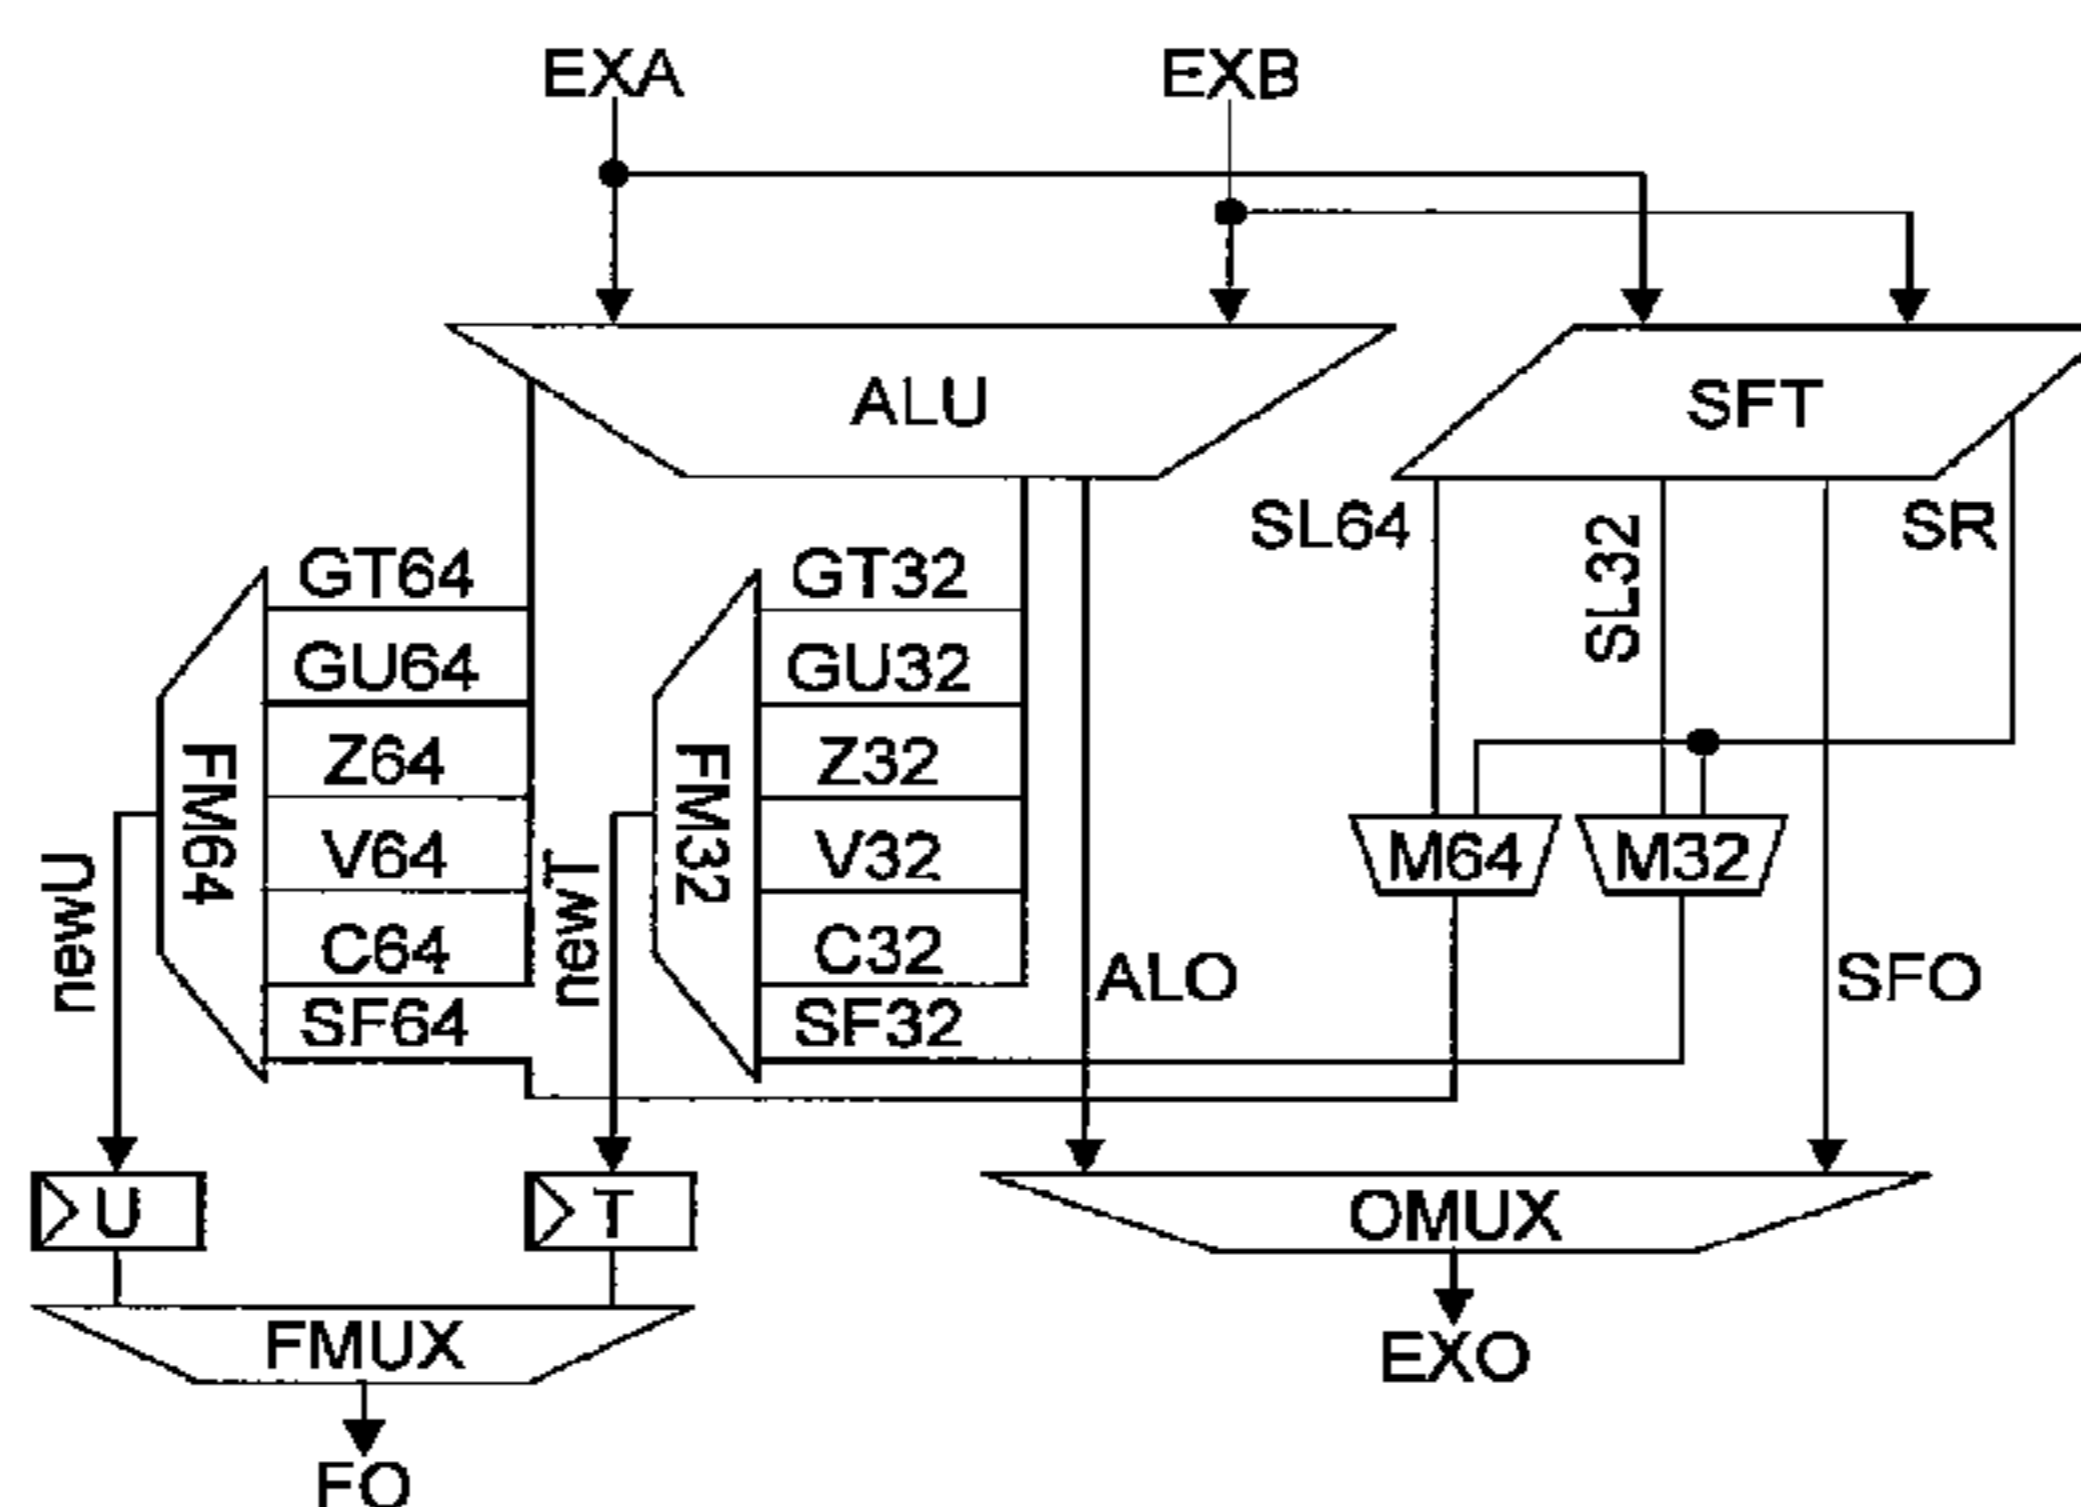 EXA
EXB
ALU
SFT
SL64
SL32
SR
GT64
GU64
Z64
V64
C64
SF64
FM64
GT32
GU32
Z32
V32
C32
SF32
FM32
M64
M32
newU
newT
ALO
SFO
U
T
OMUX
FMUX
EXO
FO